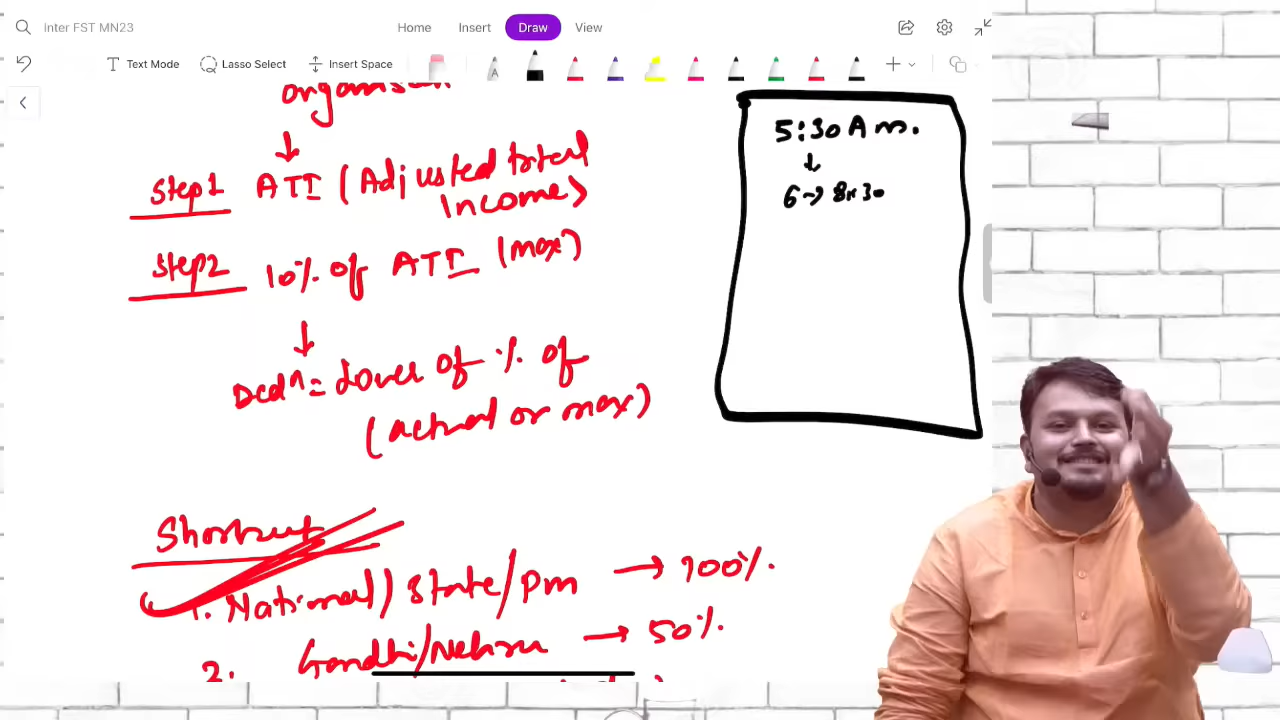 inter FST MN23
Home Insert Draw View
Text Mode Lasso Select Insert Space
organisan
Step1 ATI (Adjusted total
Income)
Step2 10% of ATI (max)
Dedⁿ = Lower of % of
(actual or max)
Shortcut
1. National) State/Pm → 100%.
2. Gandhi/Nehru → 50%.
5:30 Am.
6 → 8:30